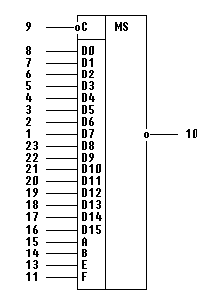 9 C MS
8 D0
7 D1
6 D2
5 D3
4 D4
3 D5
2 D6
1 D7 10
23 D8
22 D9
21 D10
20 D11
19 D12
18 D13
17 D14
16 D15
15 A
14 B
13 E
11 F